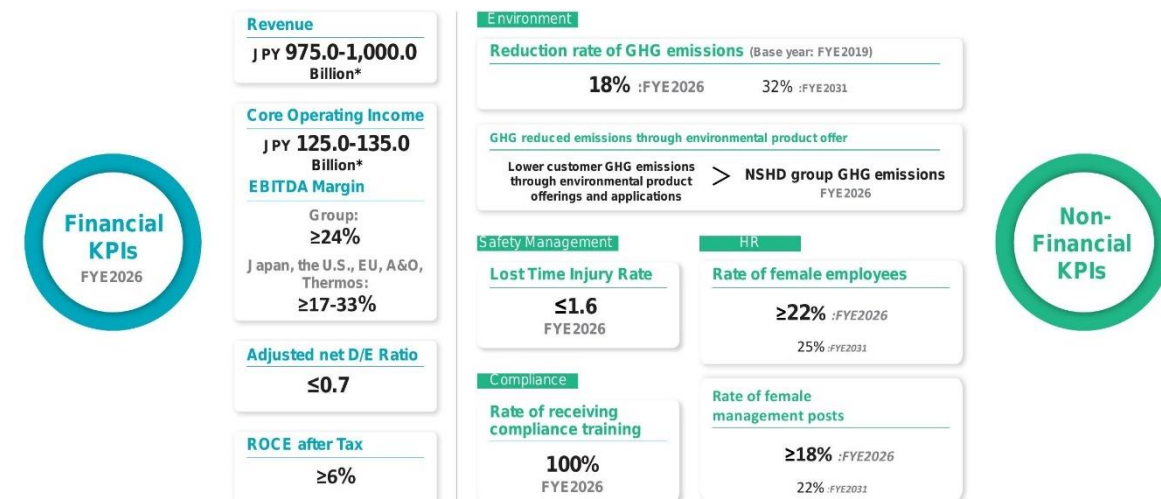 Financial
KPIs
FYE2026
Revenue
JPY 975.0-1,000.0
Billion*
Core Operating Income
JPY 125.0-135.0
Billion*
EBITDA Margin
Group:
≥24%
Japan, the U.S., EU, A&O,
Thermos:
≥17-33%
Adjusted net D/E Ratio
≤0.7
ROCE after Tax
≥6%
Environment
Reduction rate of GHG emissions (Base year: FYE2019)
18% :FYE2026 32% :FYE2031
GHG reduced emissions through environmental product offer
Lower customer GHG emissions
through environmental product
offerings and applications
> NSHD group GHG emissions
FYE2026
Safety Management
Lost Time Injury Rate
≤1.6
FYE2026
Compliance
Rate of receiving
compliance training
100%
FYE2026
HR
Rate of female employees
≥22% :FYE2026
25% :FYE2031
Rate of female
management posts
≥18% :FYE2026
22% :FYE2031
Non-
Financial
KPIs